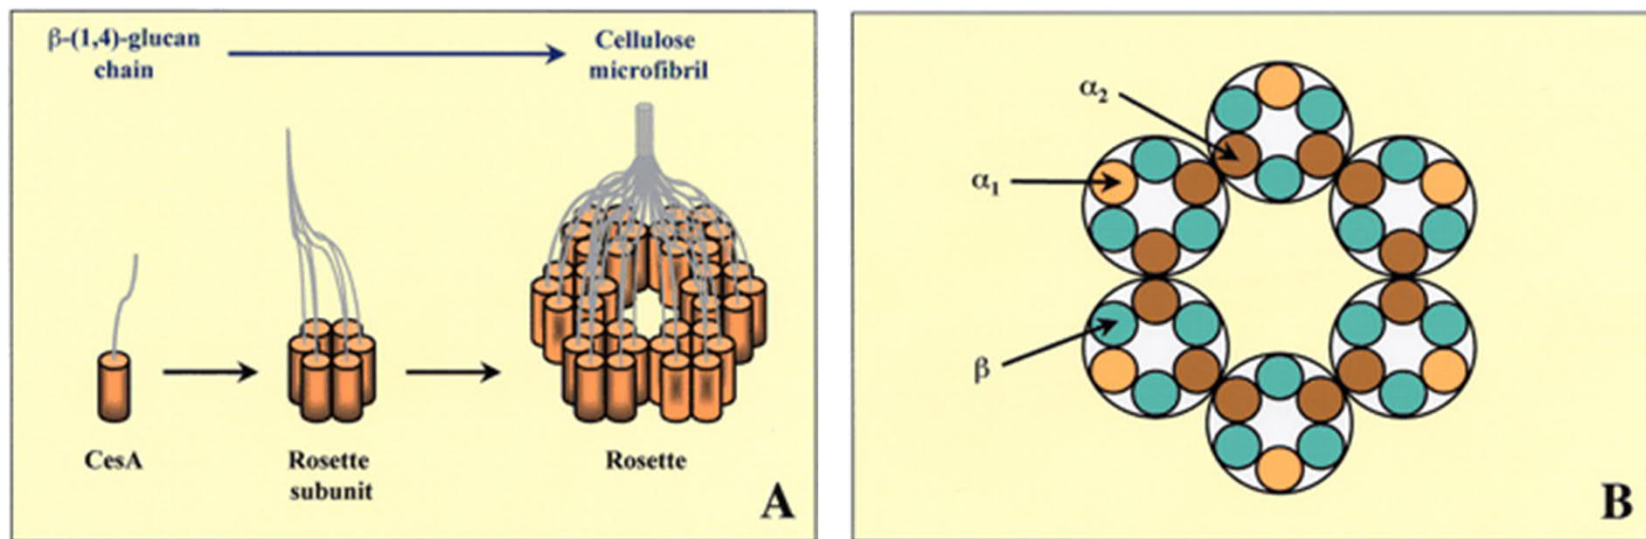 β-(1,4)-glucan
chain
Cellulose
microfibril
CesA
Rosette
subunit
Rosette
A
α₂
α₁
β
B